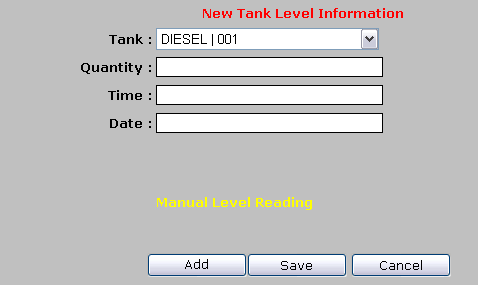 New Tank Level Information
Tank : DIESEL | 001
Quantity :
Time :
Date :
Manual Level Reading
Add Save Cancel